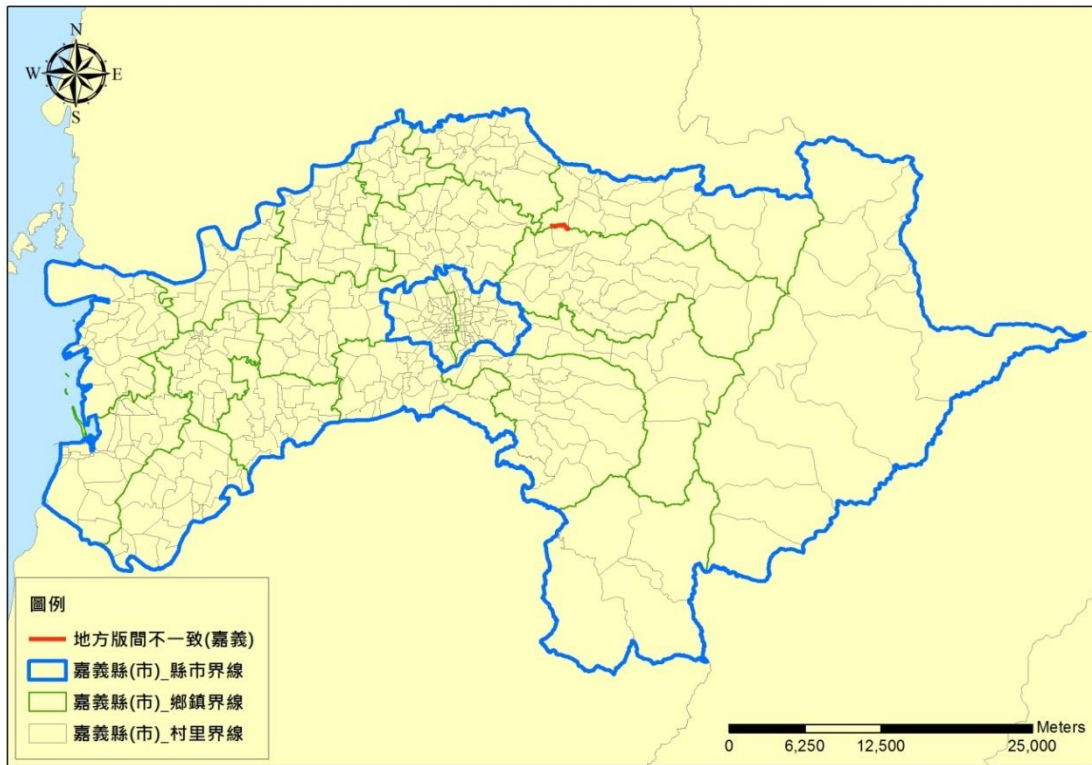 N
W E
S
圖例
地方版間不一致(嘉義)
嘉義縣(市)_縣市界線
嘉義縣(市)_鄉鎮界線
嘉義縣(市)_村里界線
Meters
0 6,250 12,500 25,000